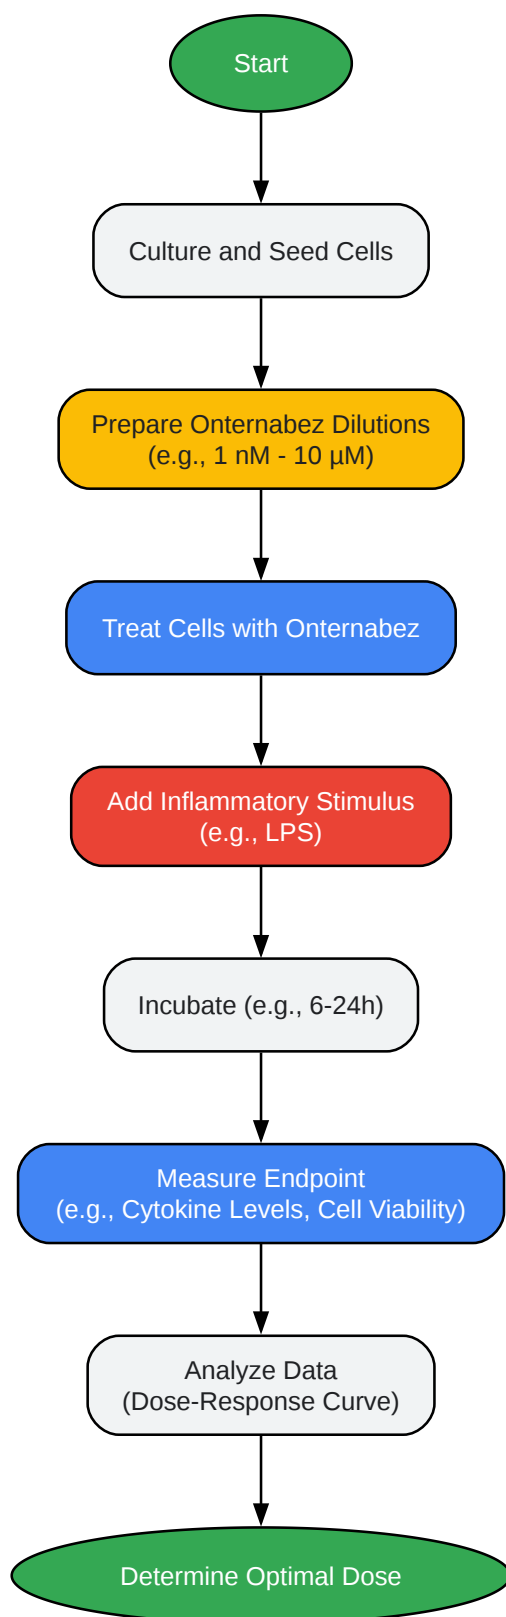 Start
Culture and Seed Cells
Prepare Onternabez Dilutions
(e.g., 1 nM - 10 µM)
Treat Cells with Onternabez
Add Inflammatory Stimulus
(e.g., LPS)
Incubate (e.g., 6-24h)
Measure Endpoint
(e.g., Cytokine Levels, Cell Viability)
Analyze Data
(Dose-Response Curve)
Determine Optimal Dose